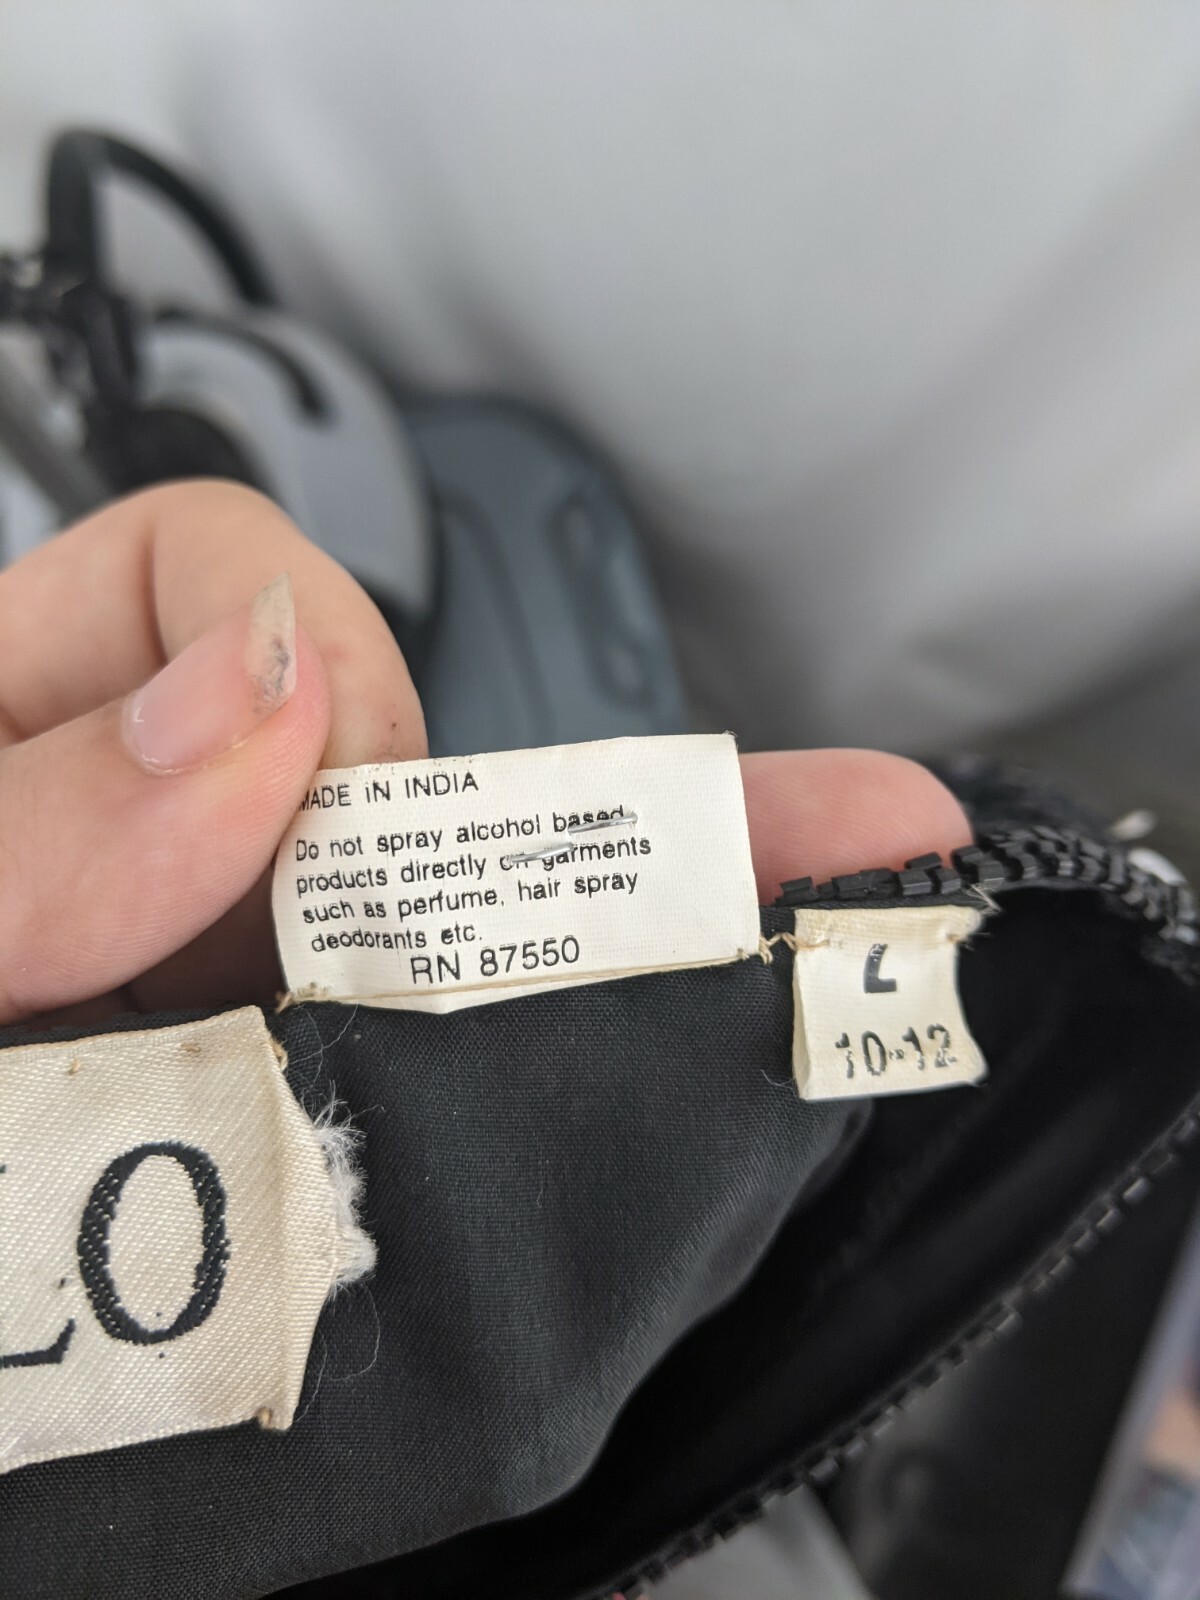 MADE IN INDIA
Do not spray alcohol based
products directly on garments
such as perfume, hair spray
deodorants etc.
RN 87550
L
10-12
LO